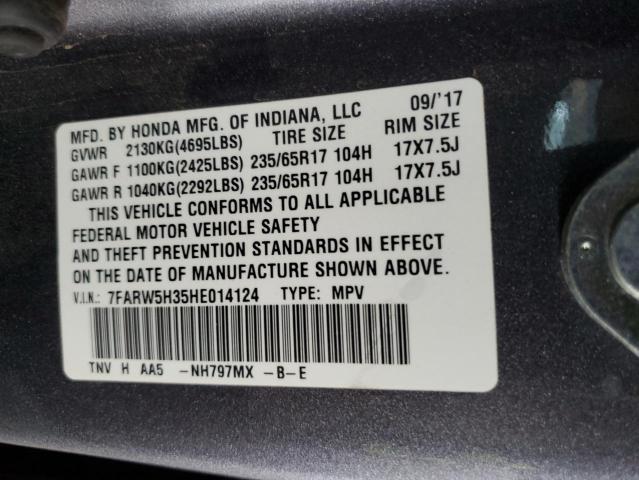 MFD. BY HONDA MFG. OF INDIANA, LLC 09/'17
GVWR 2130KG(4695LBS) TIRE SIZE RIM SIZE
GAWR F 1100KG(2425LBS) 235/65R17 104H 17X7.5J
GAWR R 1040KG(2292LBS) 235/65R17 104H 17X7.5J
THIS VEHICLE CONFORMS TO ALL APPLICABLE
FEDERAL MOTOR VEHICLE SAFETY
AND THEFT PREVENTION STANDARDS IN EFFECT
ON THE DATE OF MANUFACTURE SHOWN ABOVE.
V.I.N.: 7FARW5H35HE014124 TYPE: MPV
TNV H AA5 -NH797MX -B-E